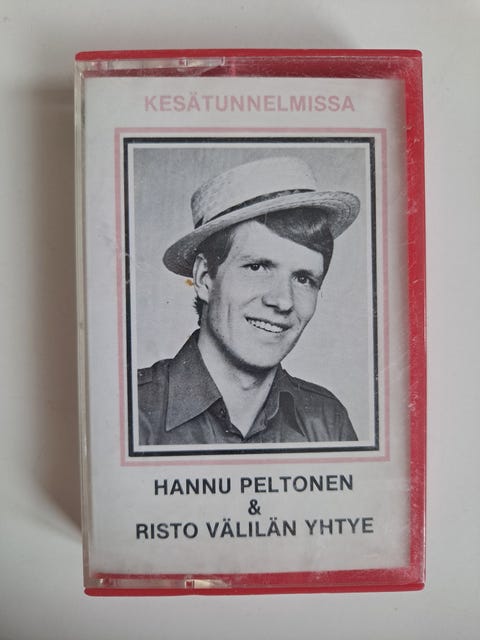 KESÄTUNNELMISSA
HANNU PELTONEN
&
RISTO VÄLILÄN YHTYE